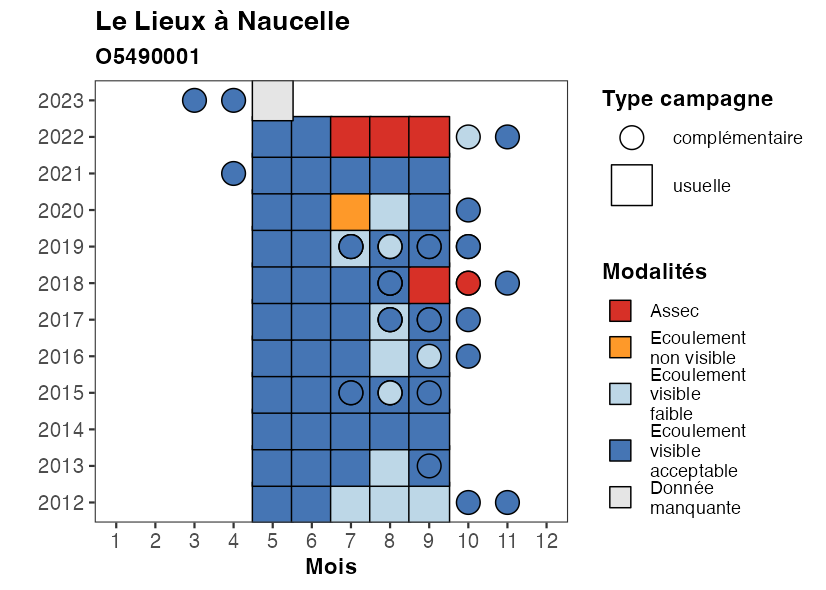 Le Lieux à Naucelle
O5490001
2023
2022
2021
2020
2019
2018
2017
2016
2015
2014
2013
2012
1 2 3 4 5 6 7 8 9 10 11 12
Mois
Type campagne
complémentaire
usuelle
Modalités
Assec
Ecoulement
non visible
Ecoulement
visible
faible
Ecoulement
visible
acceptable
Donnée
manquante